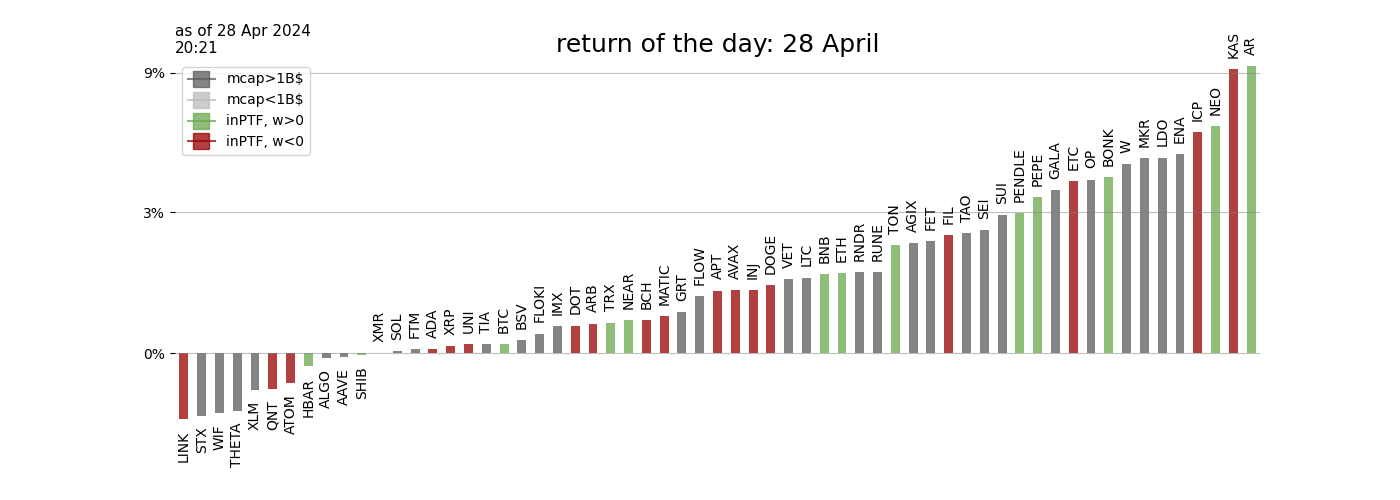 as of 28 Apr 2024
20:21
return of the day: 28 April
mcap>1B$
mcap<1B$
inPTF, w>0
inPTF, w<0
9%
3%
0%
LINK
STX
WIF
THETA
XLM
QNT
ATOM
HBAR
ALGO
AAVE
SHIB
XMR
SOL
FTM
ADA
XRP
UNI
TIA
BTC
BSV
FLOKI
IMX
DOT
ARB
TRX
NEAR
BCH
MATIC
GRT
FLOW
APT
AVAX
INJ
DOGE
VET
LTC
BNB
ETH
RNDR
RUNE
TON
AGIX
FET
FIL
TAO
SEI
SUI
PENDLE
PEPE
GALA
ETC
OP
BONK
W
MKR
LDO
ENA
ICP
NEO
KAS
AR